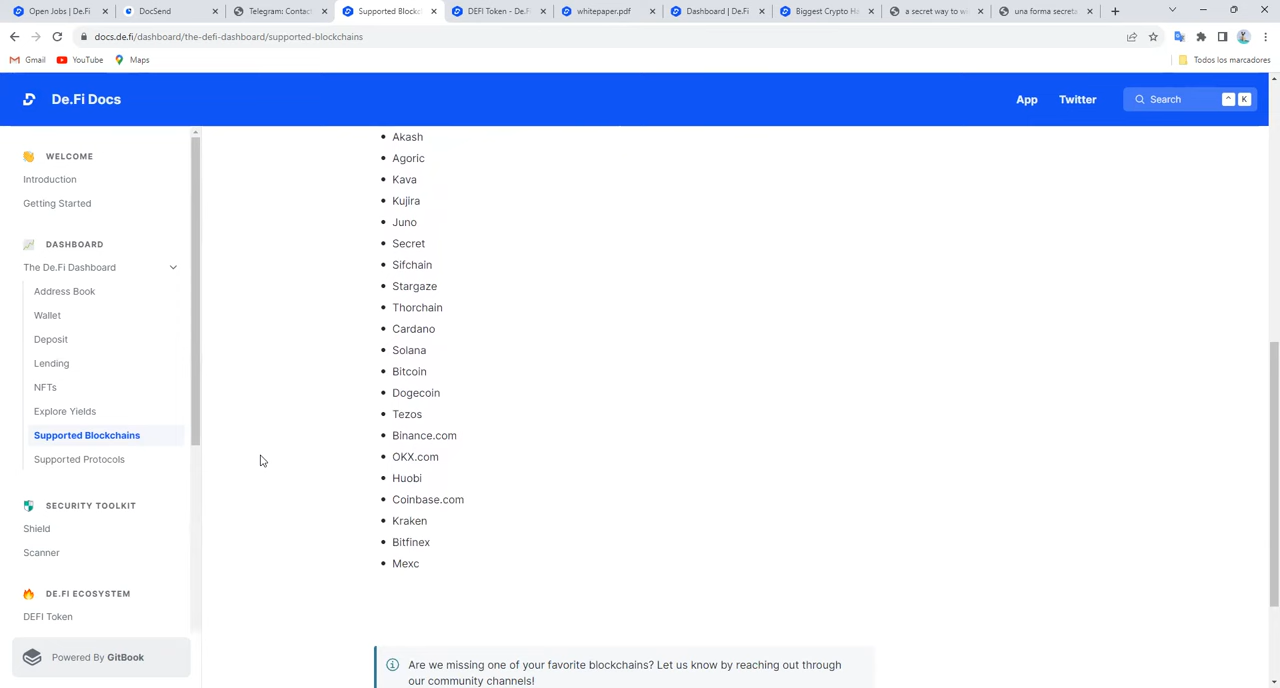 Open Jobs | De.Fi
DocSend
Telegram: Contact
Supported Blockc
DEFI Token - De.F
whitepaper.pdf
Dashboard | De.Fi
Biggest Crypto H
a secret way to w
una forma secreta
docs.de.fi/dashboard/the-defi-dashboard/supported-blockchains
Gmail
YouTube
Maps
Todos los marcadores
De.Fi Docs
App
Twitter
Search
^ K
WELCOME
Introduction
Getting Started
DASHBOARD
The De.Fi Dashboard
Address Book
Wallet
Deposit
Lending
NFTs
Explore Yields
Supported Blockchains
Supported Protocols
SECURITY TOOLKIT
Shield
Scanner
DE.FI ECOSYSTEM
DEFI Token
Powered By GitBook
Akash
Agoric
Kava
Kujira
Juno
Secret
Sifchain
Stargaze
Thorchain
Cardano
Solana
Bitcoin
Dogecoin
Tezos
Binance.com
OKX.com
Huobi
Coinbase.com
Kraken
Bitfinex
Mexc
Are we missing one of your favorite blockchains? Let us know by reaching out through
our community channels!